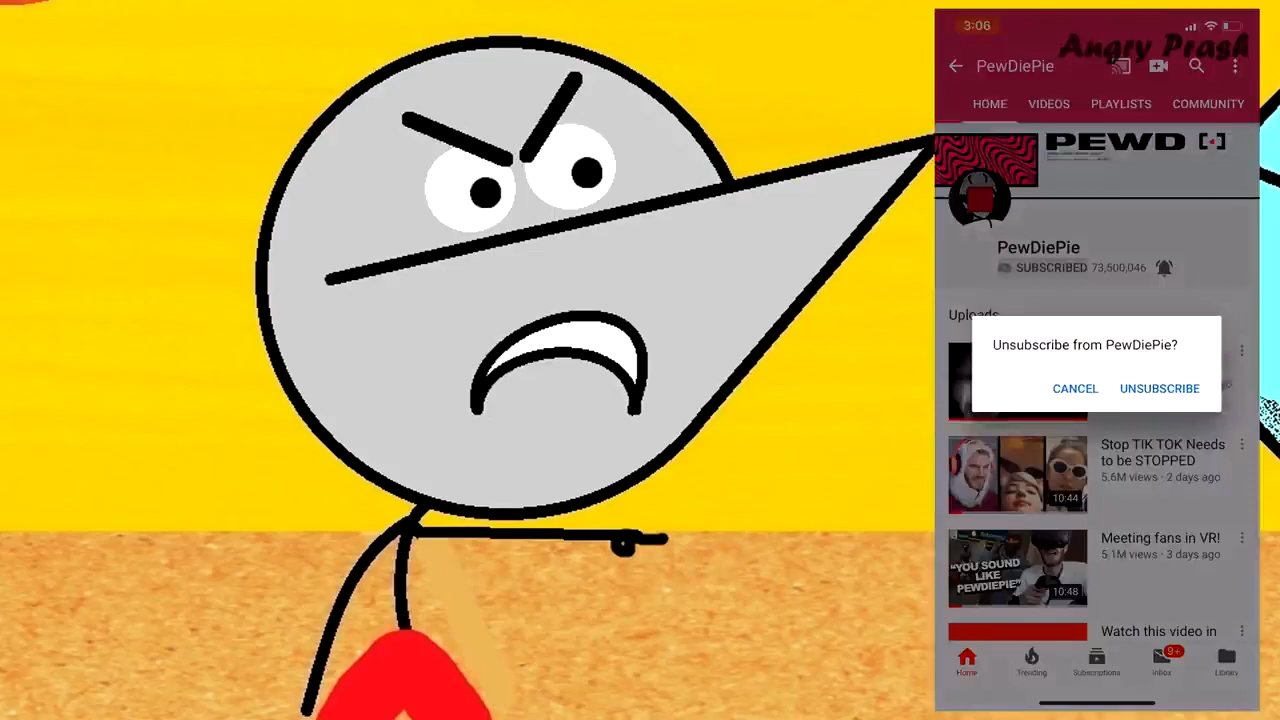 3:06
Angry Prash
PewDiePie
HOME VIDEOS PLAYLISTS COMMUNITY
PEWD
PewDiePie
SUBSCRIBED 73,500,046
Uploads
Unsubscribe from PewDiePie?
CANCEL UNSUBSCRIBE
Stop TIK TOK Needs
to be STOPPED
5.6M views · 2 days ago
10:44
Meeting fans in VR!
5.1M views · 3 days ago
"YOU SOUND
LIKE
PEWDIEPIE"
10:48
Watch this video in
9+
Home Trending Subscriptions Inbox Library